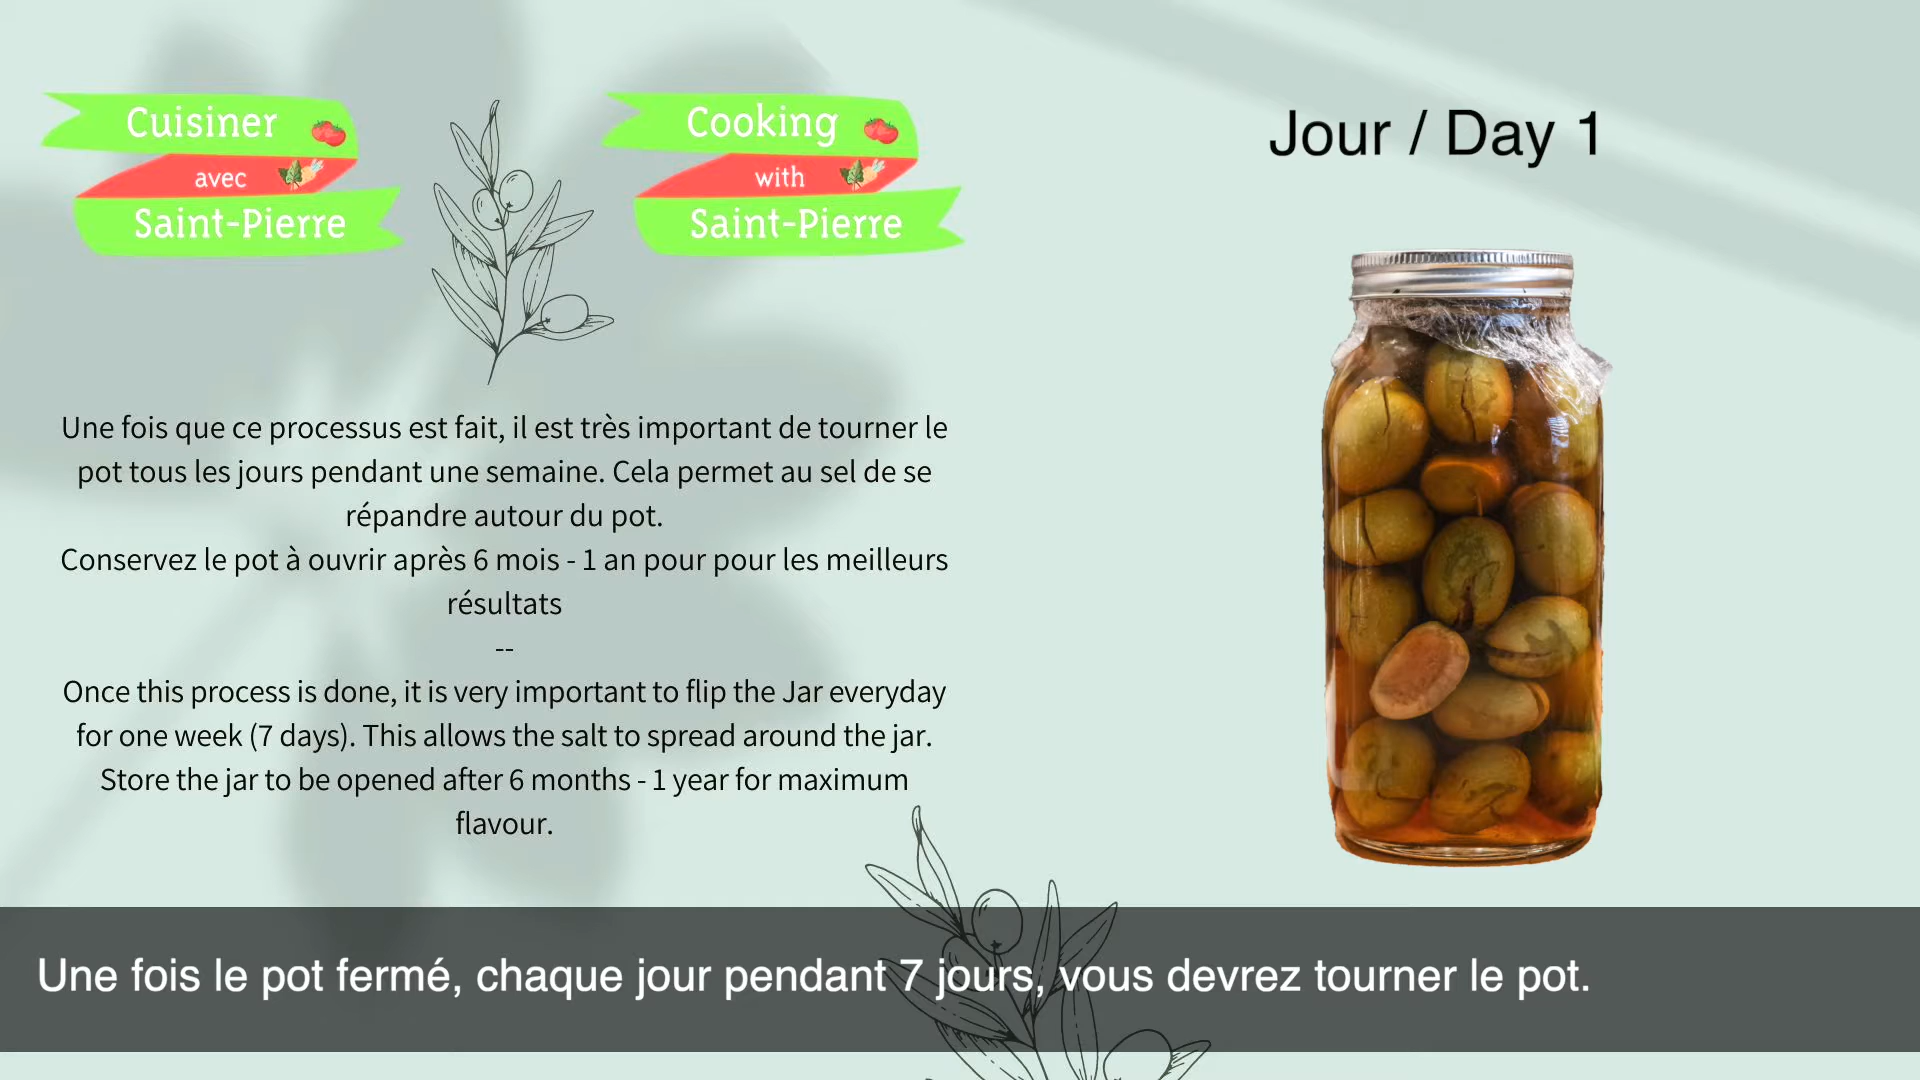 Cuisiner
avec
Saint-Pierre
Cooking
with
Saint-Pierre
Jour / Day 1
Une fois que ce processus est fait, il est très important de tourner le
pot tous les jours pendant une semaine. Cela permet au sel de se
répandre autour du pot.
Conservez le pot à ouvrir après 6 mois - 1 an pour pour les meilleurs
résultats
--
Once this process is done, it is very important to flip the Jar everyday
for one week (7 days). This allows the salt to spread around the jar.
Store the jar to be opened after 6 months - 1 year for maximum
flavour.
Une fois le pot fermé, chaque jour pendant 7 jours, vous devrez tourner le pot.